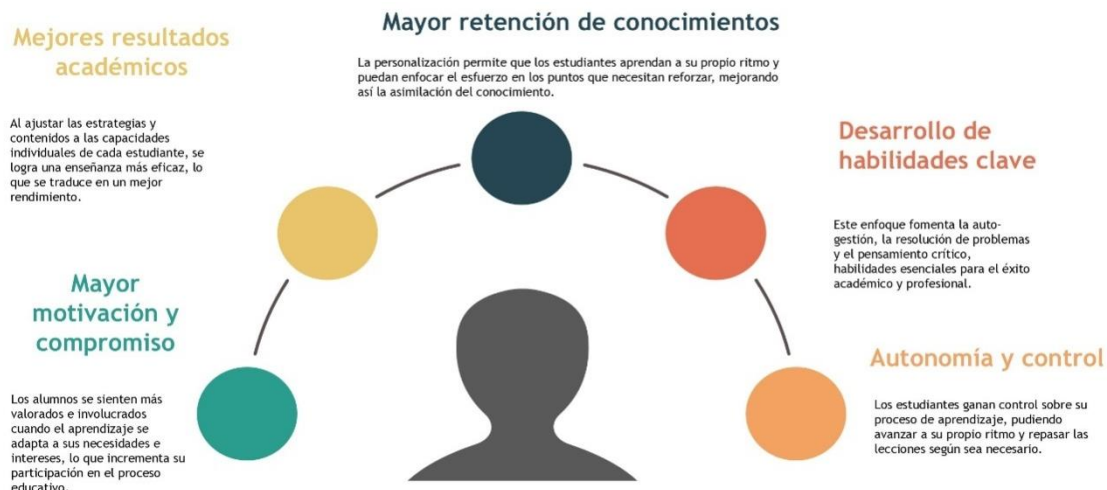 Mayor retención de conocimientos
La personalización permite que los estudiantes aprendan a su propio ritmo y
puedan enfocar el esfuerzo en los puntos que necesitan reforzar, mejorando
así la asimilación del conocimiento.
Mejores resultados
académicos
Al ajustar las estrategias y
contenidos a las capacidades
individuales de cada estudiante, se
logra una enseñanza más eficaz, lo
que se traduce en un mejor
rendimiento.
Desarrollo de
habilidades clave
Este enfoque fomenta la auto-
gestión, la resolución de problemas
y el pensamiento crítico,
habilidades esenciales para el éxito
académico y profesional.
Mayor
motivación y
compromiso
Los alumnos se sienten más
valorados e involucrados
cuando el aprendizaje se
adapta a sus necesidades e
intereses, lo que incrementa su
participación en el proceso
educativo.
Autonomía y control
Los estudiantes ganan control sobre su
proceso de aprendizaje, pudiendo
avanzar a su propio ritmo y repasar las
lecciones según sea necesario.